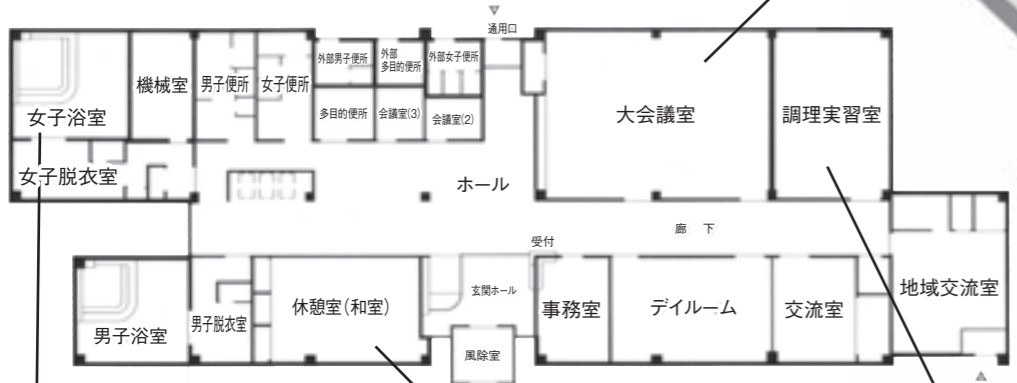 通用口
外部男子便所
外部
多目的便所
外部女子便所
機械室
男子便所
女子便所
女子浴室
多目的便所
会議室(3)
会議室(2)
大会議室
調理実習室
女子脱衣室
ホール
廊 下
受付
地域交流室
玄関ホール
休憩室(和室)
事務室
デイルーム
交流室
男子脱衣室
男子浴室
風除室